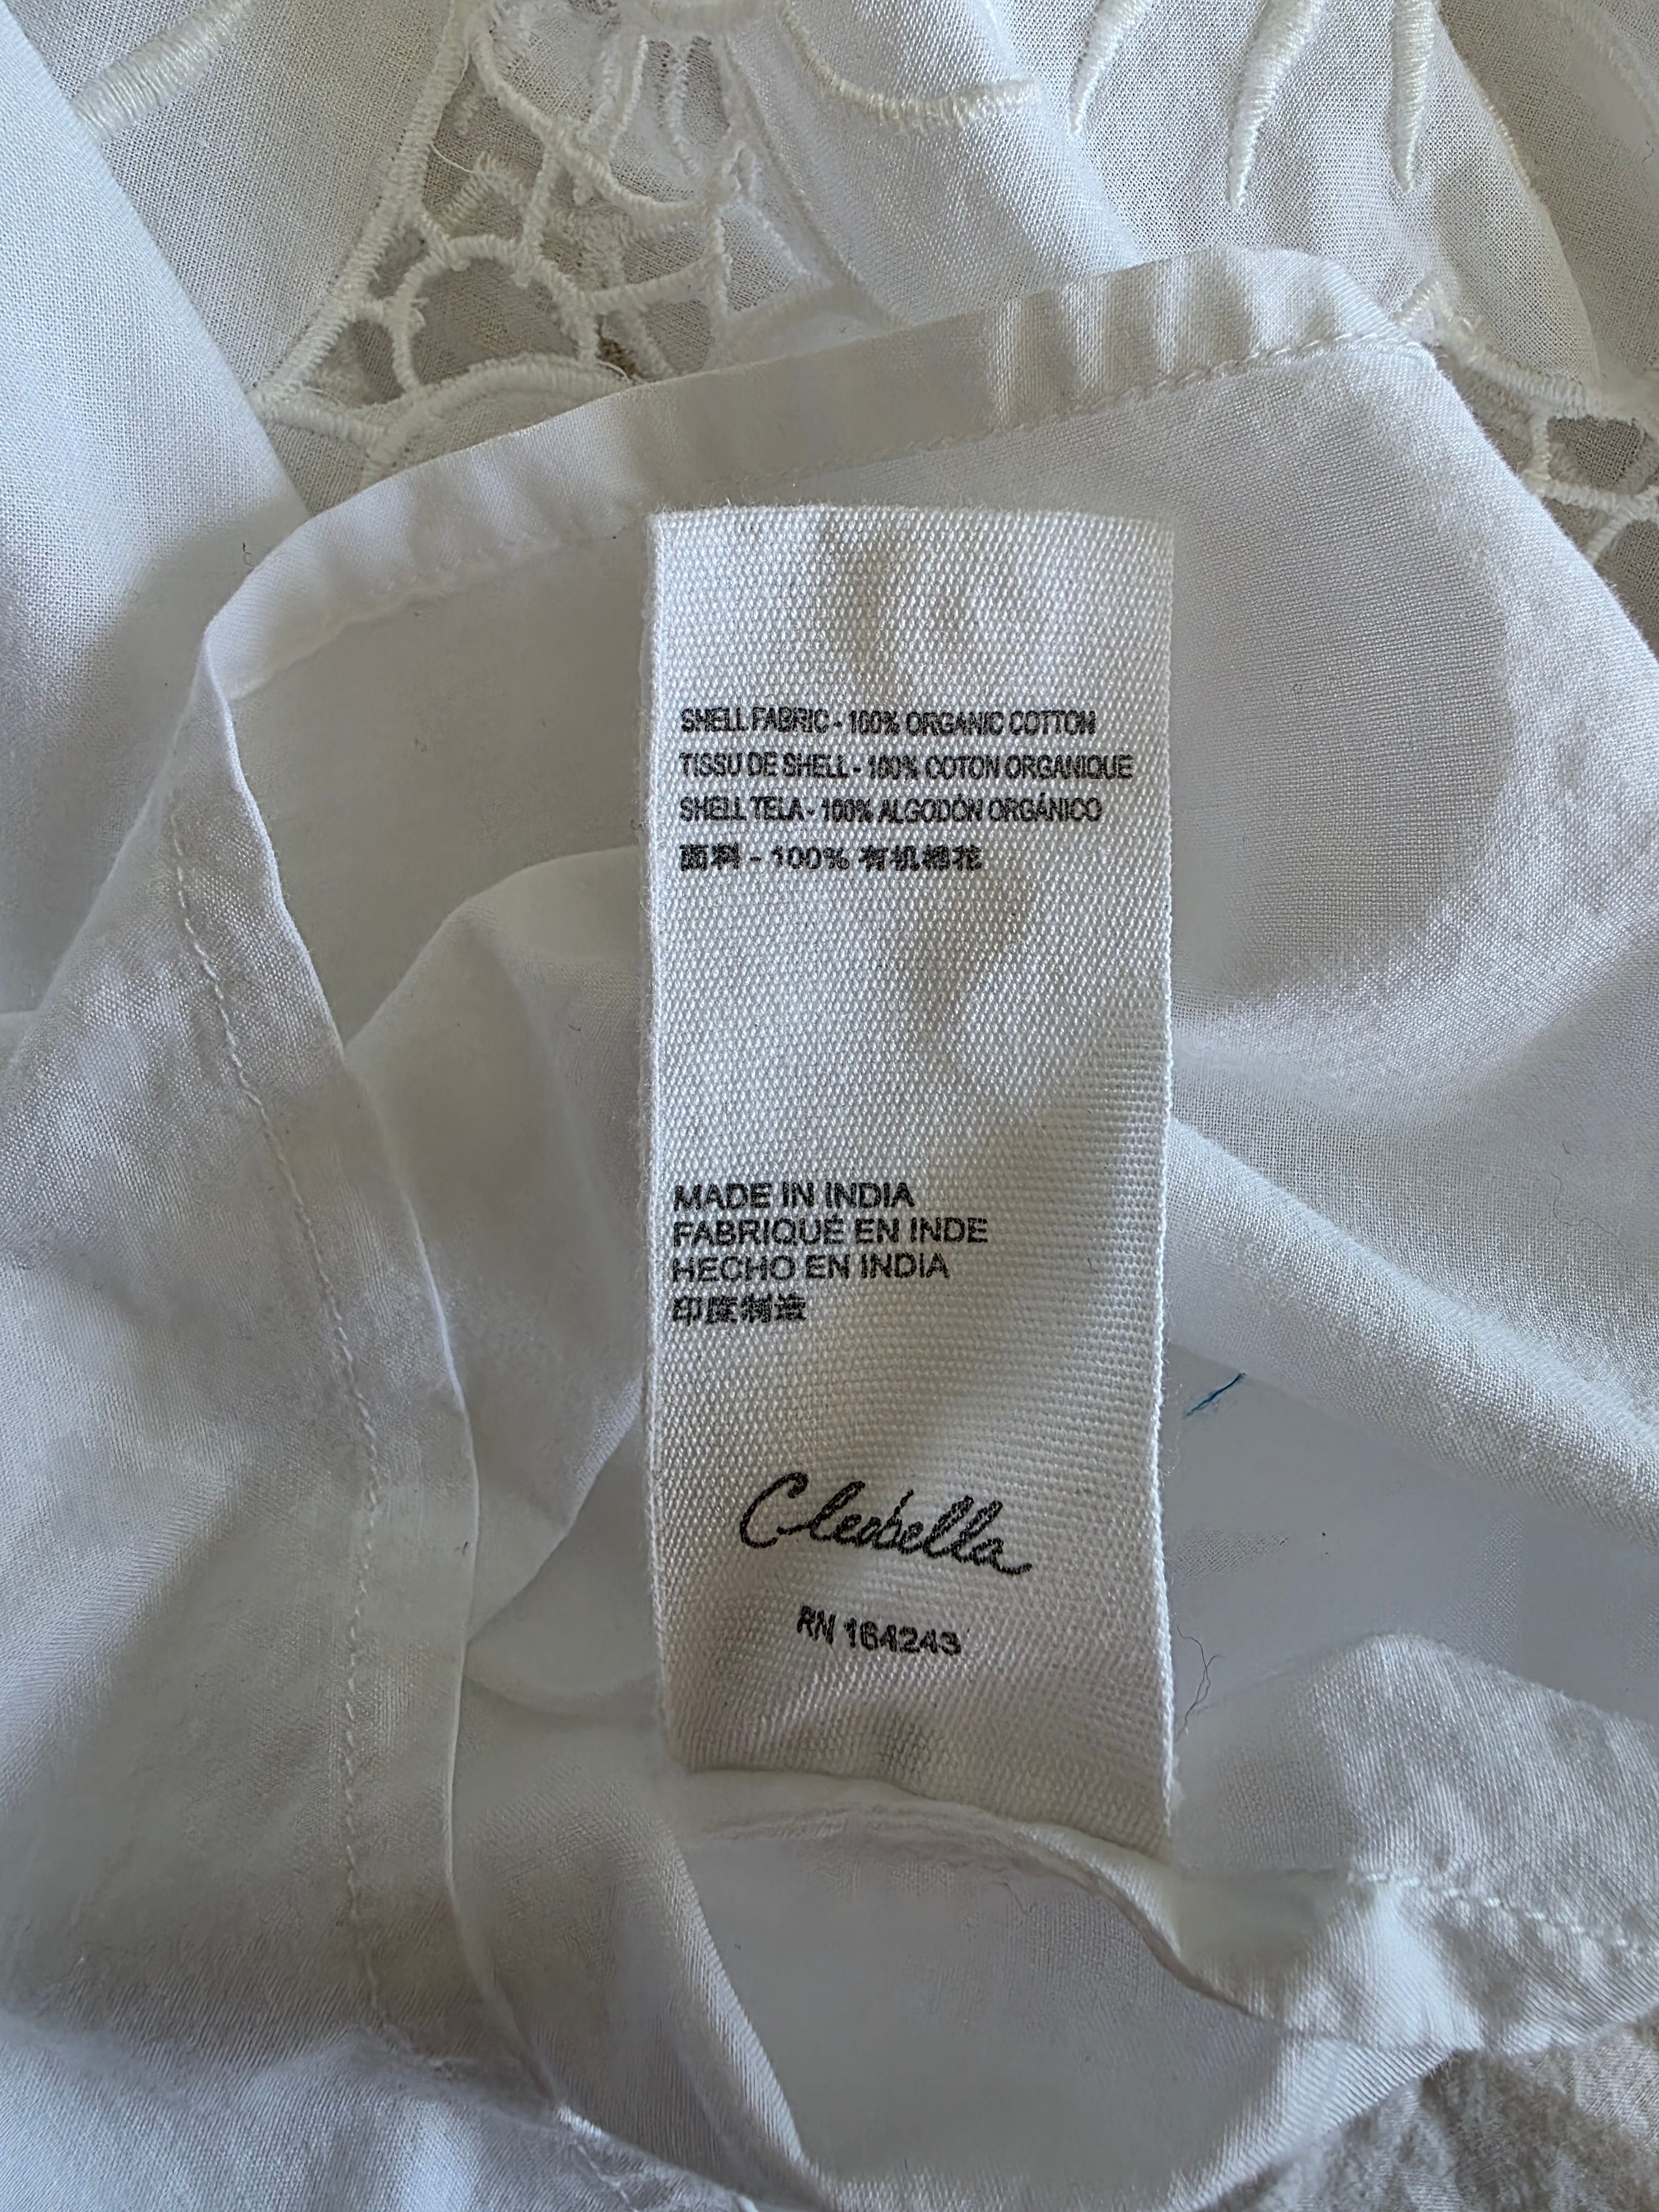 SHELL FABRIC - 100% ORGANIC COTTON
TISSU DE SHELL - 100% COTON ORGANIQUE
SHELL TELA - 100% ALGODÓN ORGÁNICO
面料 - 100% 有机棉花
MADE IN INDIA
FABRIQUÉ EN INDE
HECHO EN INDIA
印度制造
Cleobella
RN 164243